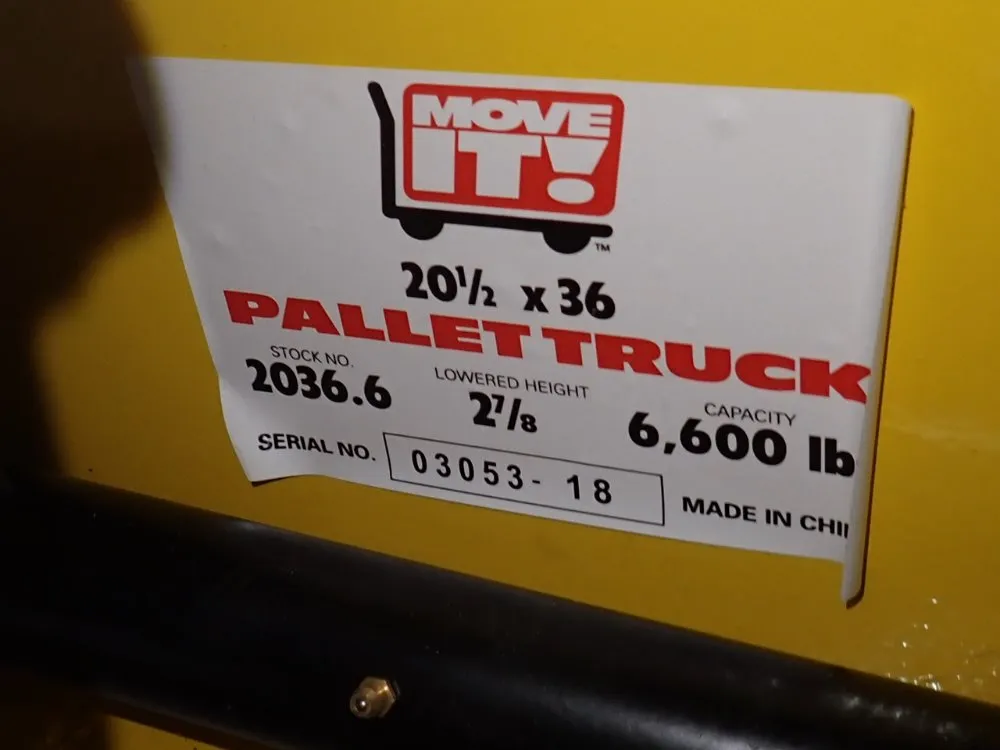 MOVE
IT!
TM
20½ x 36
PALLET TRUCK
STOCK NO.
2036.6
LOWERED HEIGHT
2⅞
CAPACITY
6,600 lb
SERIAL NO.
03053- 18
MADE IN CHI